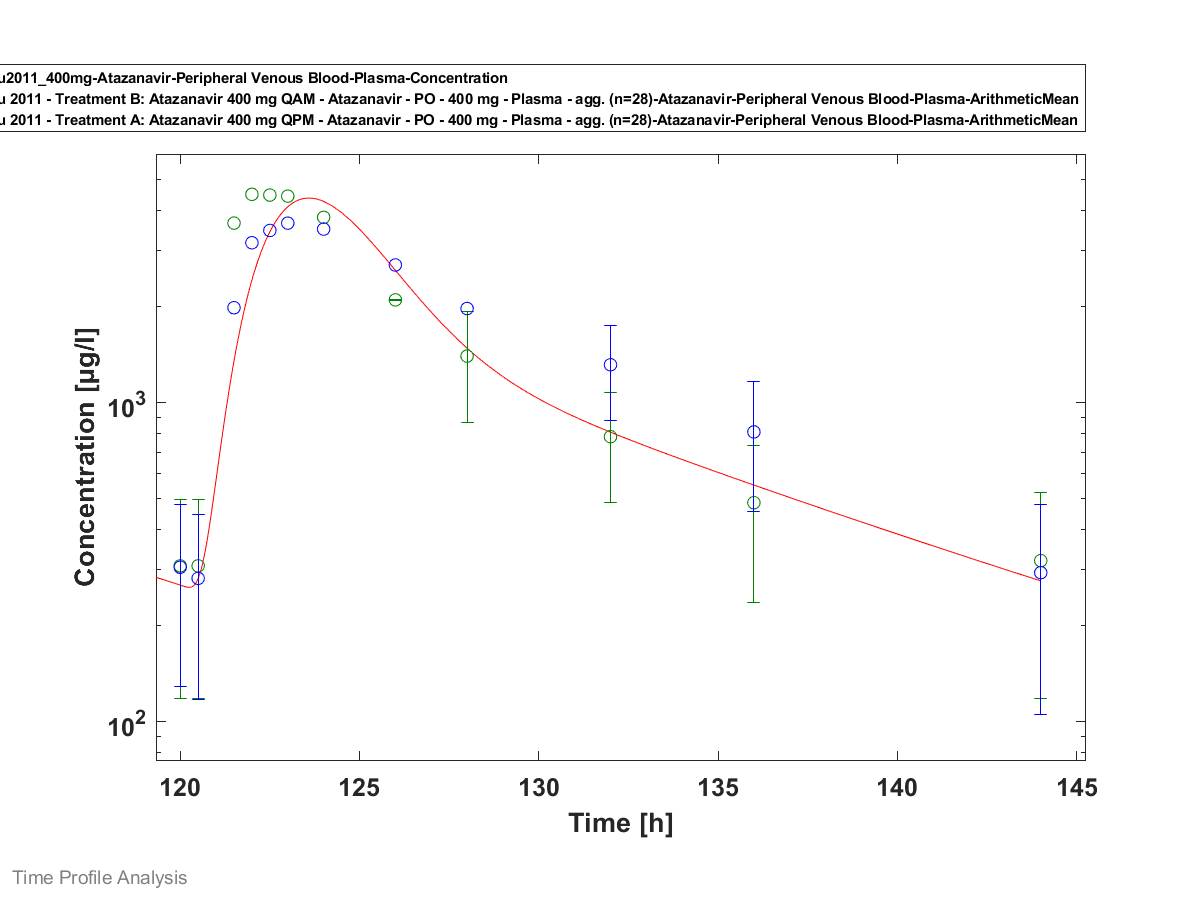 u2011_400mg-Atazanavir-Peripheral Venous Blood-Plasma-Concentration
u 2011 - Treatment B: Atazanavir 400 mg QAM - Atazanavir - PO - 400 mg - Plasma - agg. (n=28)-Atazanavir-Peripheral Venous Blood-Plasma-ArithmeticMean
u 2011 - Treatment A: Atazanavir 400 mg QPM - Atazanavir - PO - 400 mg - Plasma - agg. (n=28)-Atazanavir-Peripheral Venous Blood-Plasma-ArithmeticMean
Concentration [µg/l]
10³
10²
120 125 130 135 140 145
Time [h]
Time Profile Analysis